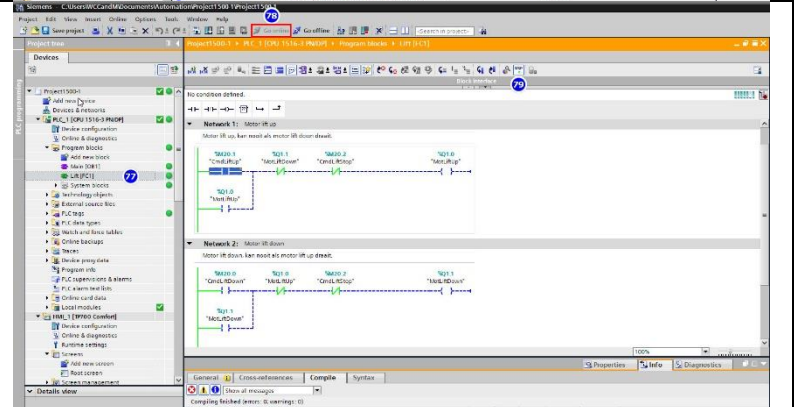 Siemens - C:\Users\WCCandM\Documents\Automation\Project1500-1\Project1500-1
Project Edit View Insert Online Options Tools Window Help
78
Save project
Go online
Go offline
<Search in project>
Project tree
Project1500-1 ▸ PLC_1 [CPU 1516-3 PN/DP] ▸ Program blocks ▸ Lift [FC1]
Devices
PLC programming
Block interface
79
Project1500-1
Add new device
Devices & networks
PLC_1 [CPU 1516-3 PN/DP]
Device configuration
Online & diagnostics
Program blocks
Add new block
Main [OB1]
Lift [FC1]
77
System blocks
Technology objects
External source files
PLC tags
PLC data types
Watch and force tables
Online backups
Traces
Device proxy data
Program info
PLC supervisions & alarms
PLC alarm text lists
Online card data
Local modules
HMI_1 [TP700 Comfort]
Device configuration
Online & diagnostics
Runtime settings
Screens
Add new screen
Root screen
Screen management
Details view
No condition defined.
Network 1: Motor lift up
Motor lift up, kan nooit als motor lift down draait.
%M20.1 %Q1.1 %M20.2 %Q1.0
"CmdLiftUp" "MotLiftDown" "CmdLiftStop" "MotLiftUp"
%Q1.0
"MotLiftUp"
Network 2: Motor lift down
Motor lift down, kan nooit als motor lift up draait.
%M20.0 %Q1.0 %M20.2 %Q1.1
"CmdLiftDown" "MotLiftUp" "CmdLiftStop" "MotLiftDown"
%Q1.1
"MotLiftDown"
100%
Properties Info Diagnostics
General Cross-references Compile Syntax
Show all messages
Compiling finished (errors: 0; warnings: 0)